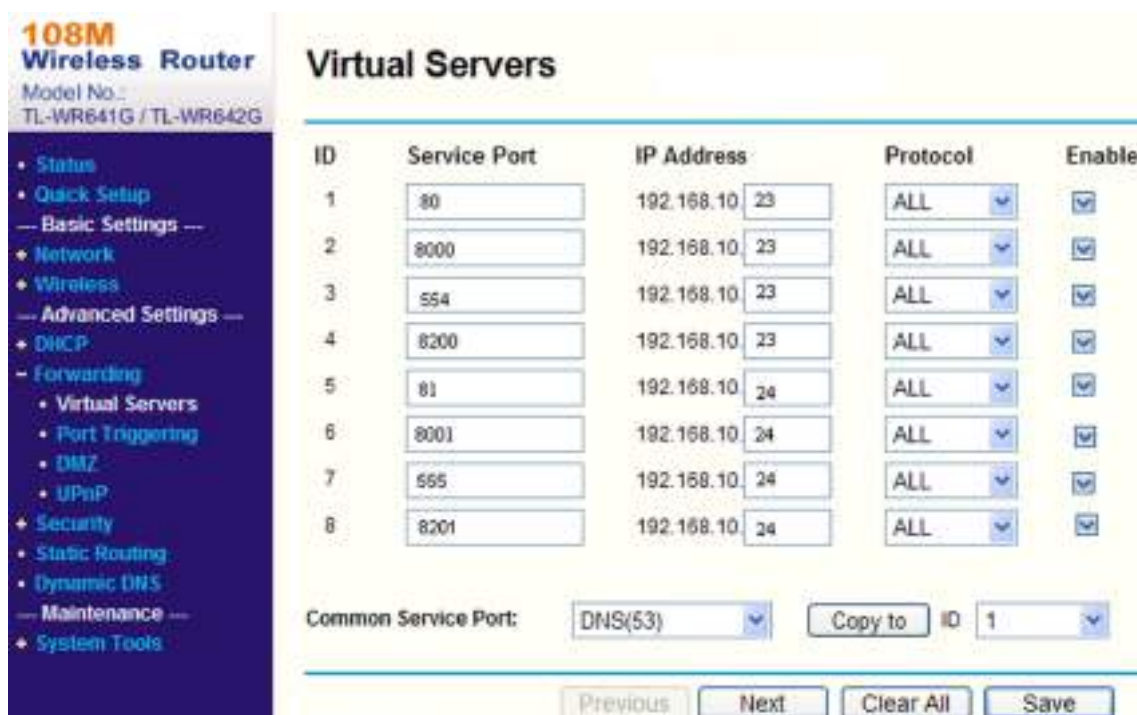 108M
Wireless Router
Model No.:
TL-WR641G / TL-WR642G
• Status
• Quick Setup
--- Basic Settings ---
+ Network
+ Wireless
--- Advanced Settings ---
+ DHCP
- Forwarding
• Virtual Servers
• Port Triggering
• DMZ
• UPnP
+ Security
• Static Routing
• Dynamic DNS
--- Maintenance ---
+ System Tools
Virtual Servers
ID Service Port IP Address Protocol Enable
1 80 192.168.10. 23 ALL
2 8000 192.168.10. 23 ALL
3 554 192.168.10. 23 ALL
4 8200 192.168.10. 23 ALL
5 81 192.168.10. 24 ALL
6 8001 192.168.10. 24 ALL
7 555 192.168.10. 24 ALL
8 8201 192.168.10. 24 ALL
Common Service Port: DNS(53) Copy to ID 1
Previous Next Clear All Save